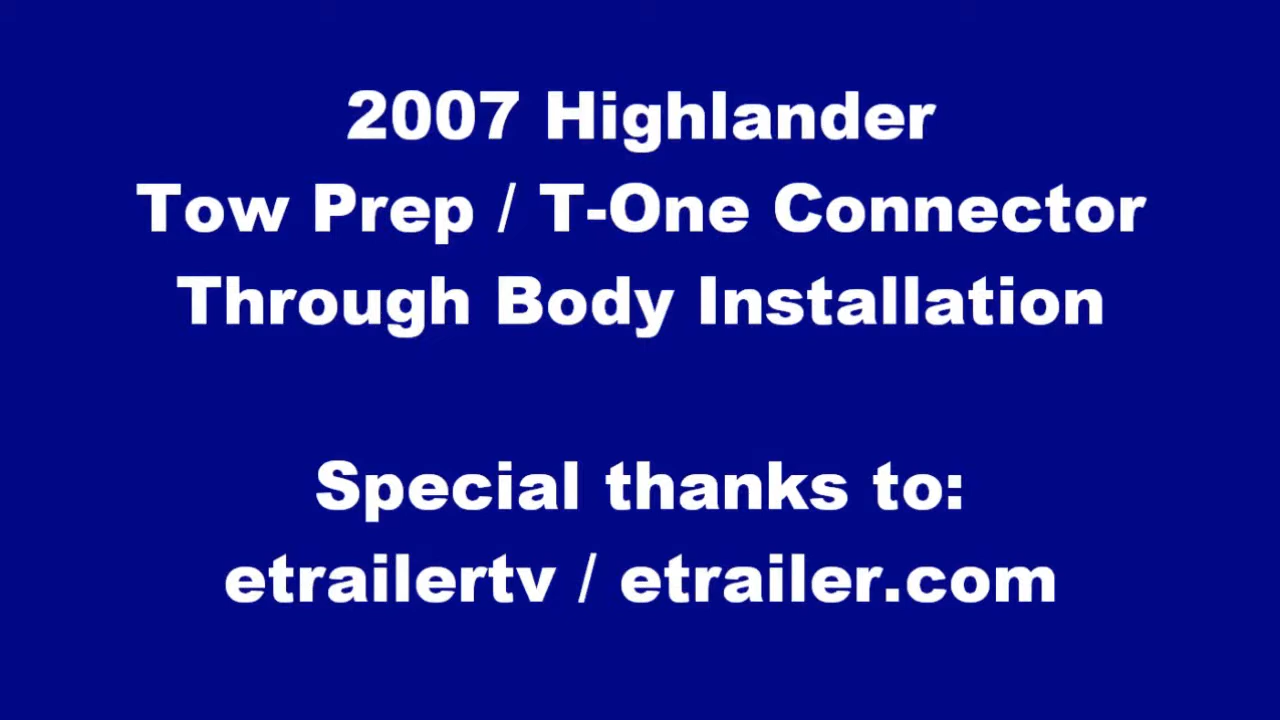 2007 Highlander
Tow Prep / T-One Connector
Through Body Installation
Special thanks to:
etrailertv / etrailer.com